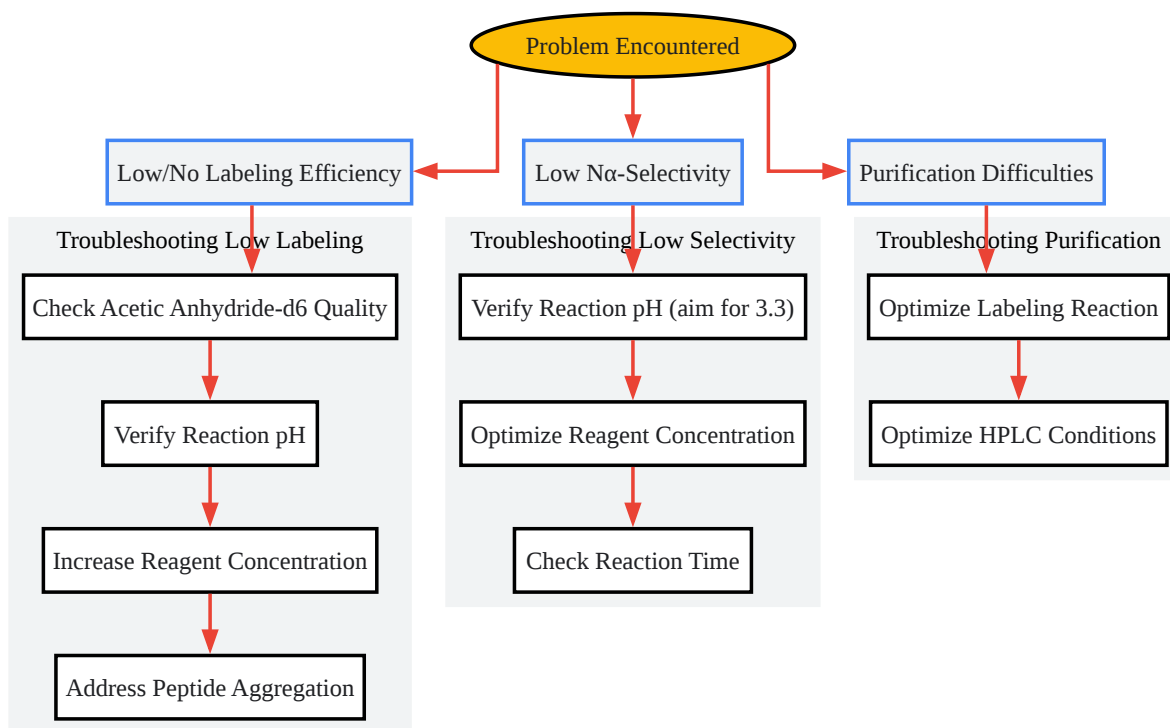 Problem Encountered
Low/No Labeling Efficiency
Low Nα-Selectivity
Purification Difficulties
Troubleshooting Low Labeling
Check Acetic Anhydride-d6 Quality
Verify Reaction pH
Increase Reagent Concentration
Address Peptide Aggregation
Troubleshooting Low Selectivity
Verify Reaction pH (aim for 3.3)
Optimize Reagent Concentration
Check Reaction Time
Troubleshooting Purification
Optimize Labeling Reaction
Optimize HPLC Conditions